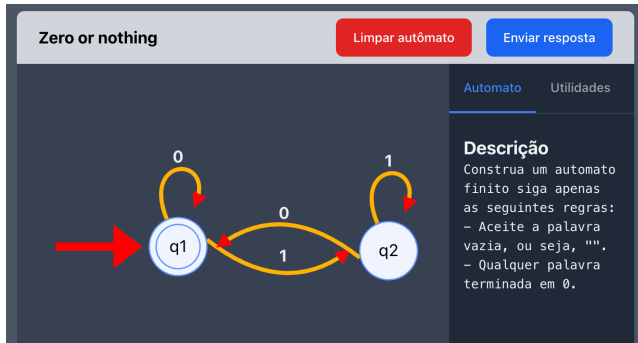 Zero or nothing
Limpar autômato
Enviar resposta
Automato
Utilidades
0
1
0
1
q1
q2
Descrição
Construa um automato
finito siga apenas
as seguintes regras:
- Aceite a palavra
vazia, ou seja, "".
- Qualquer palavra
terminada em 0.